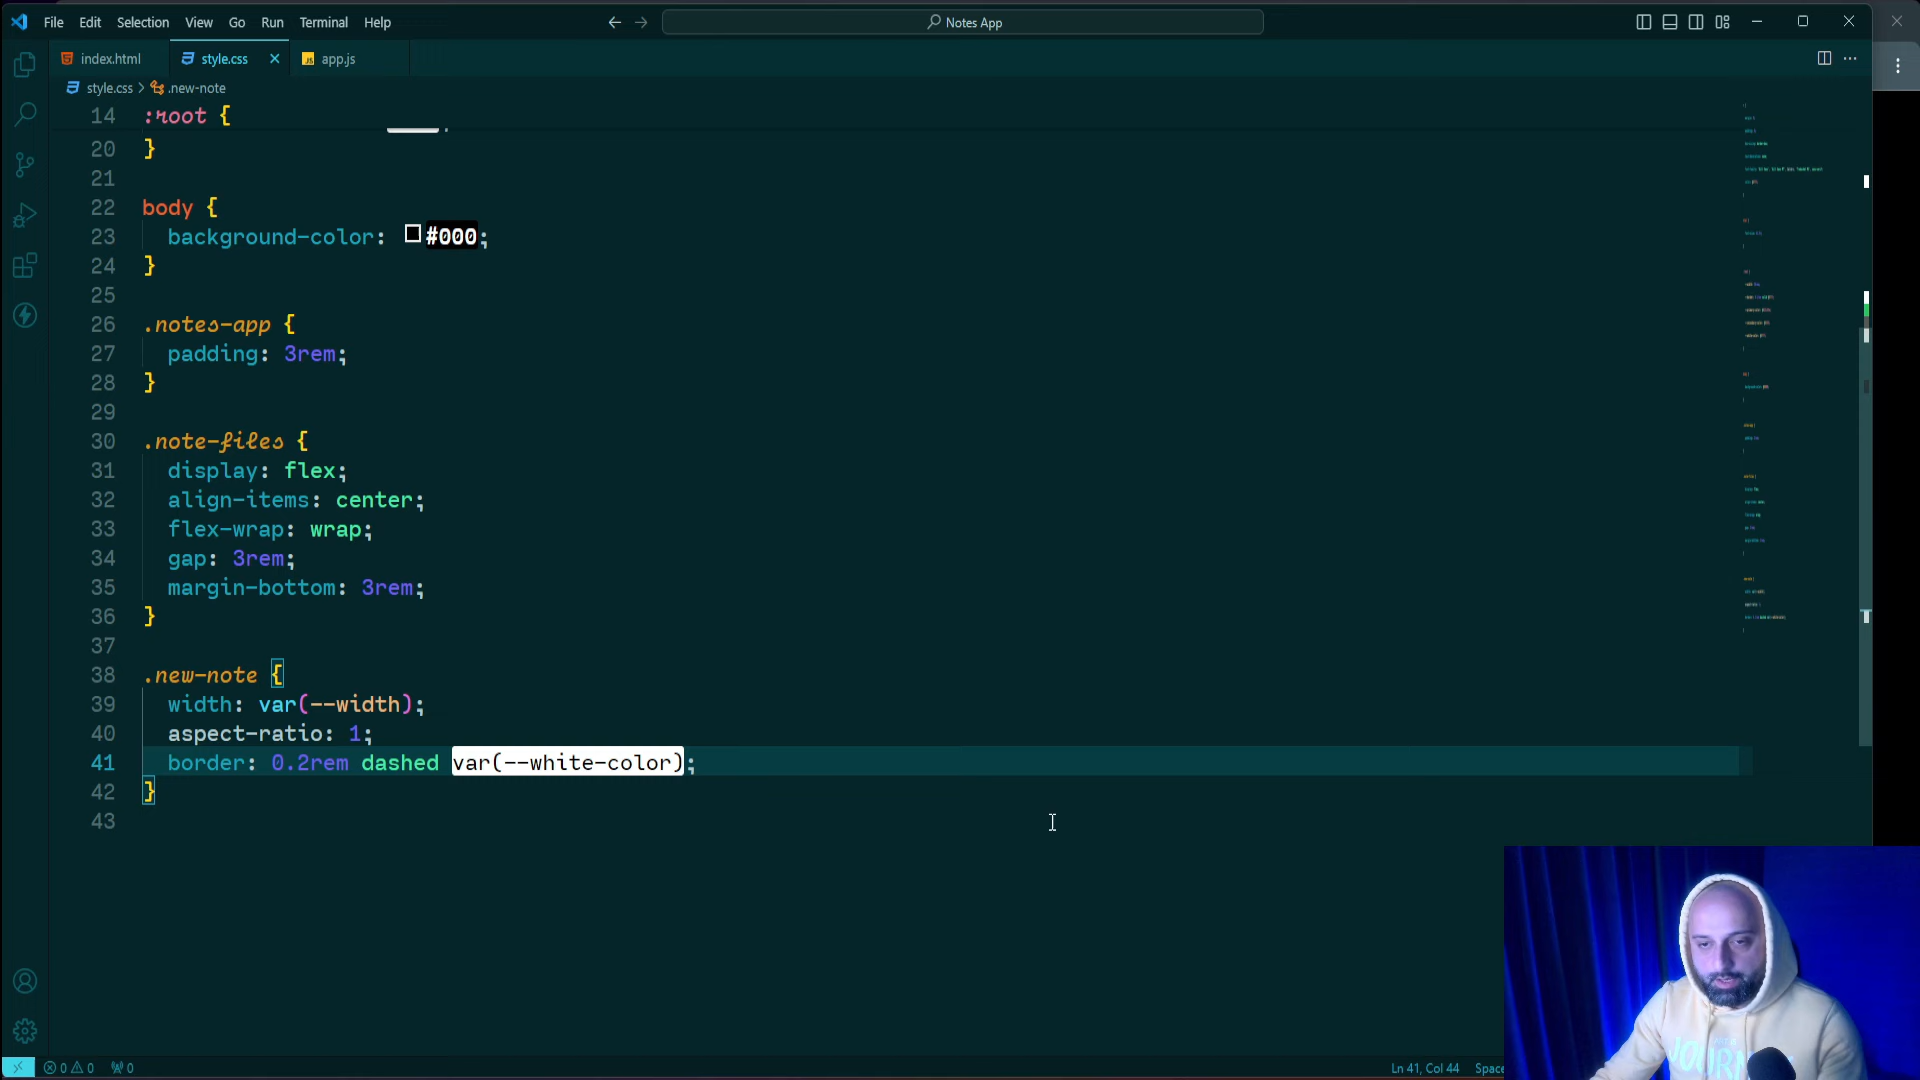 File Edit Selection View Go Run Terminal Help
Notes App
index.html style.css app.js
style.css > .new-note
14 :root {
20 }
21
22 body {
23 background-color: #000;
24 }
25
26 .notes-app {
27 padding: 3rem;
28 }
29
30 .note-files {
31 display: flex;
32 align-items: center;
33 flex-wrap: wrap;
34 gap: 3rem;
35 margin-bottom: 3rem;
36 }
37
38 .new-note {
39 width: var(--width);
40 aspect-ratio: 1;
41 border: 0.2rem dashed var(--white-color);
42 }
43
0 0 0
Ln 41, Col 44